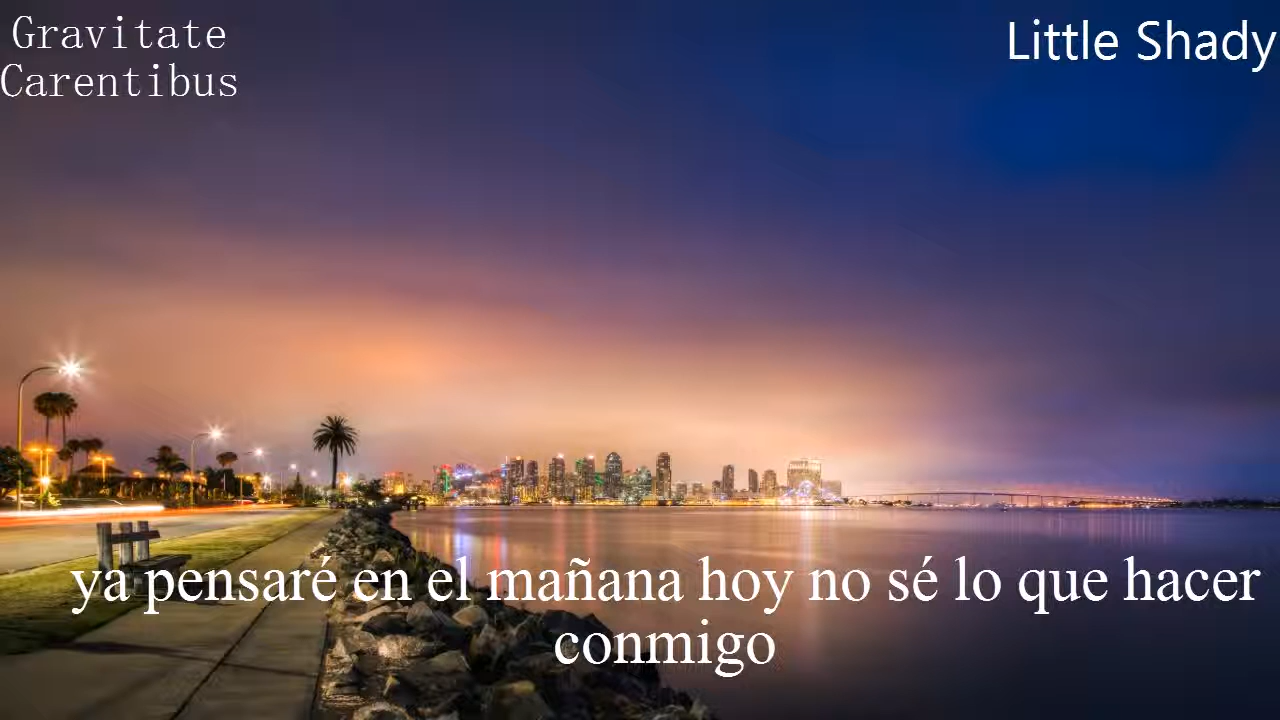 Gravitate
Carentibus
Little Shady
ya pensaré en el mañana hoy no sé lo que hacer
conmigo